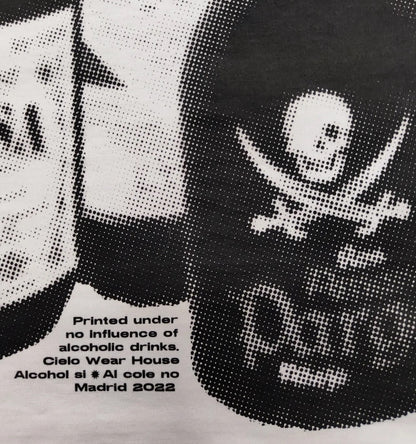 Printed under
no influence of
alcoholic drinks.
Cielo Wear House
Alcohol si ✷ Al cole no
Madrid 2022